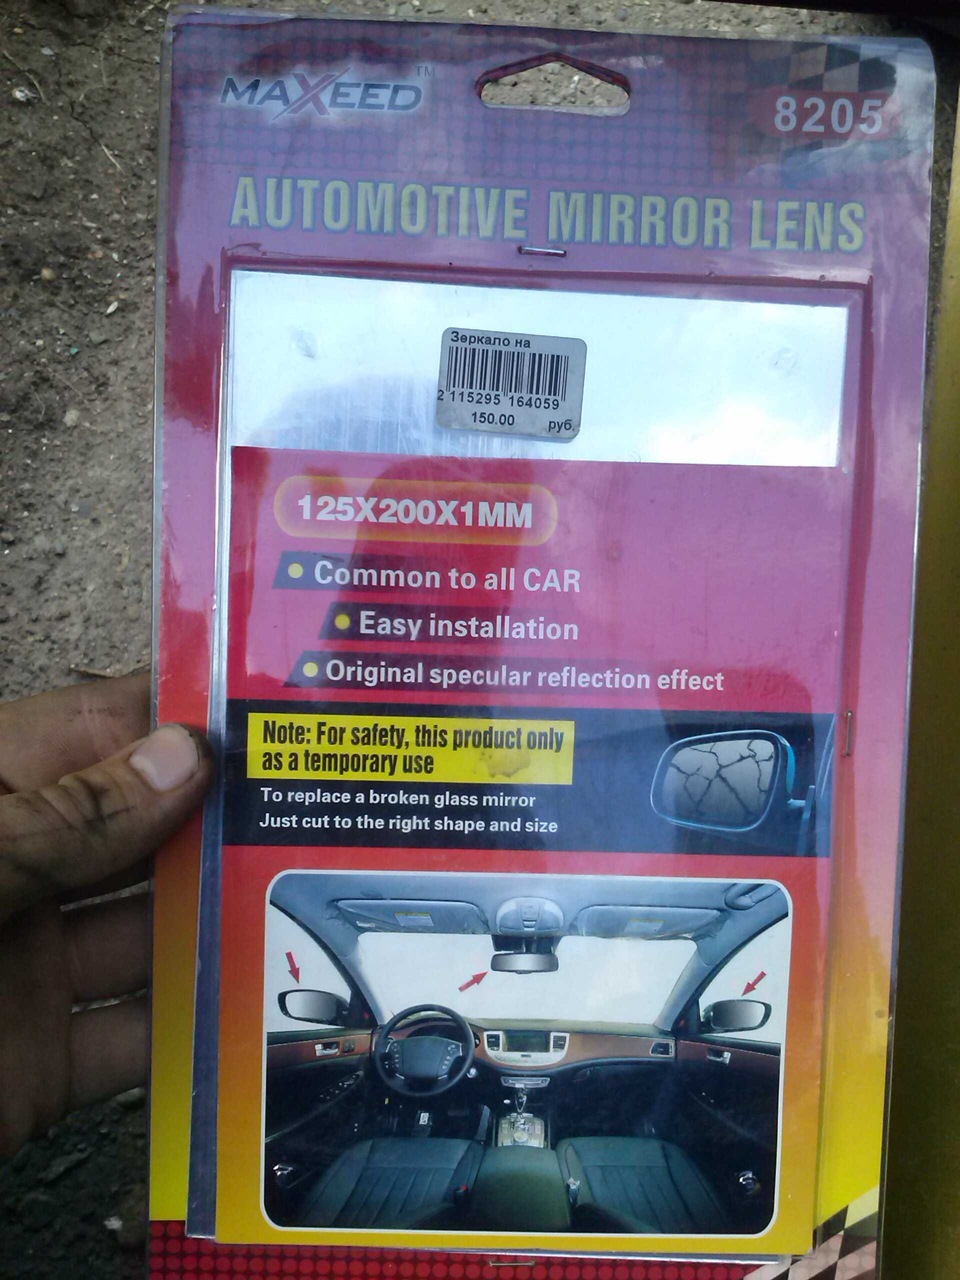 MAXEED™
8205
AUTOMOTIVE MIRROR LENS
Зеркало на
2 115295 164059
150.00 руб.
125X200X1MM
• Common to all CAR
• Easy installation
• Original specular reflection effect
Note: For safety, this product only
as a temporary use
To replace a broken glass mirror
Just cut to the right shape and size